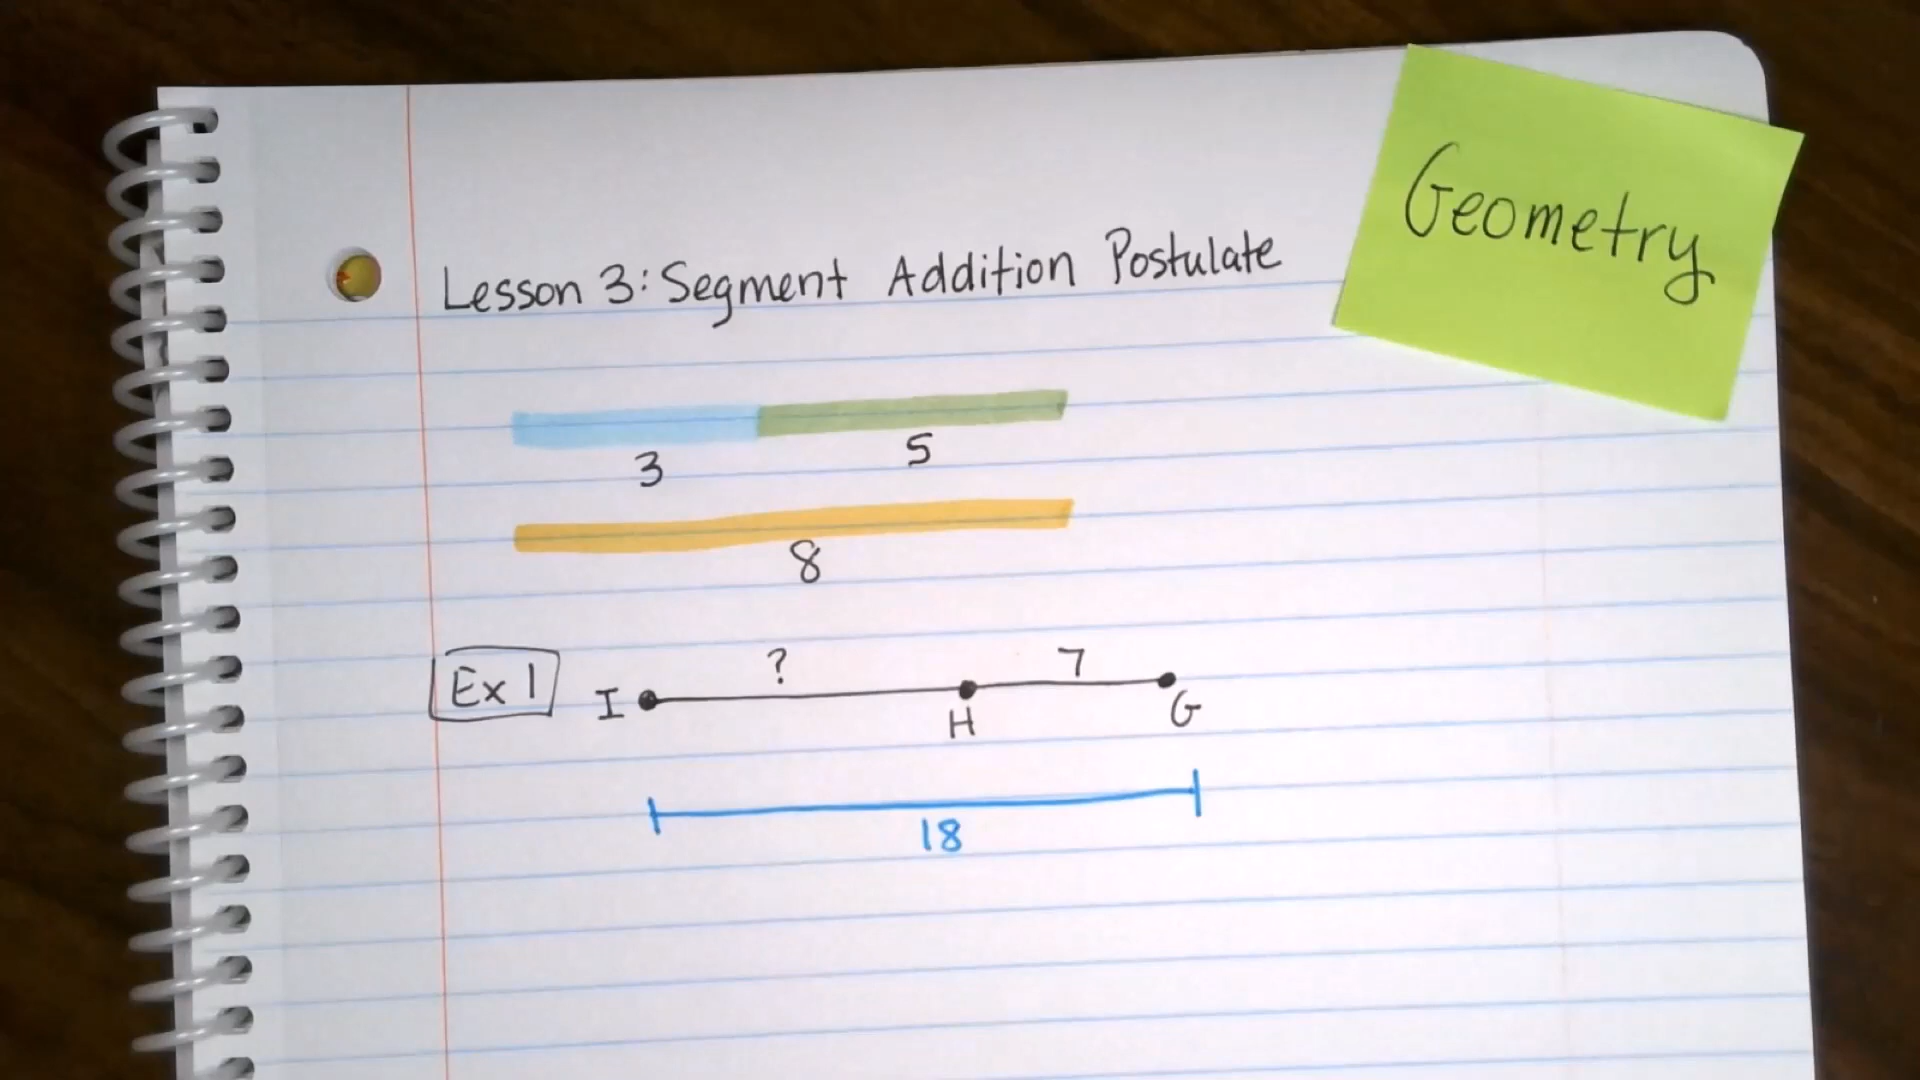 Geometry
Lesson 3: Segment Addition Postulate
3 5
8
Ex 1
? 7
I H G
18